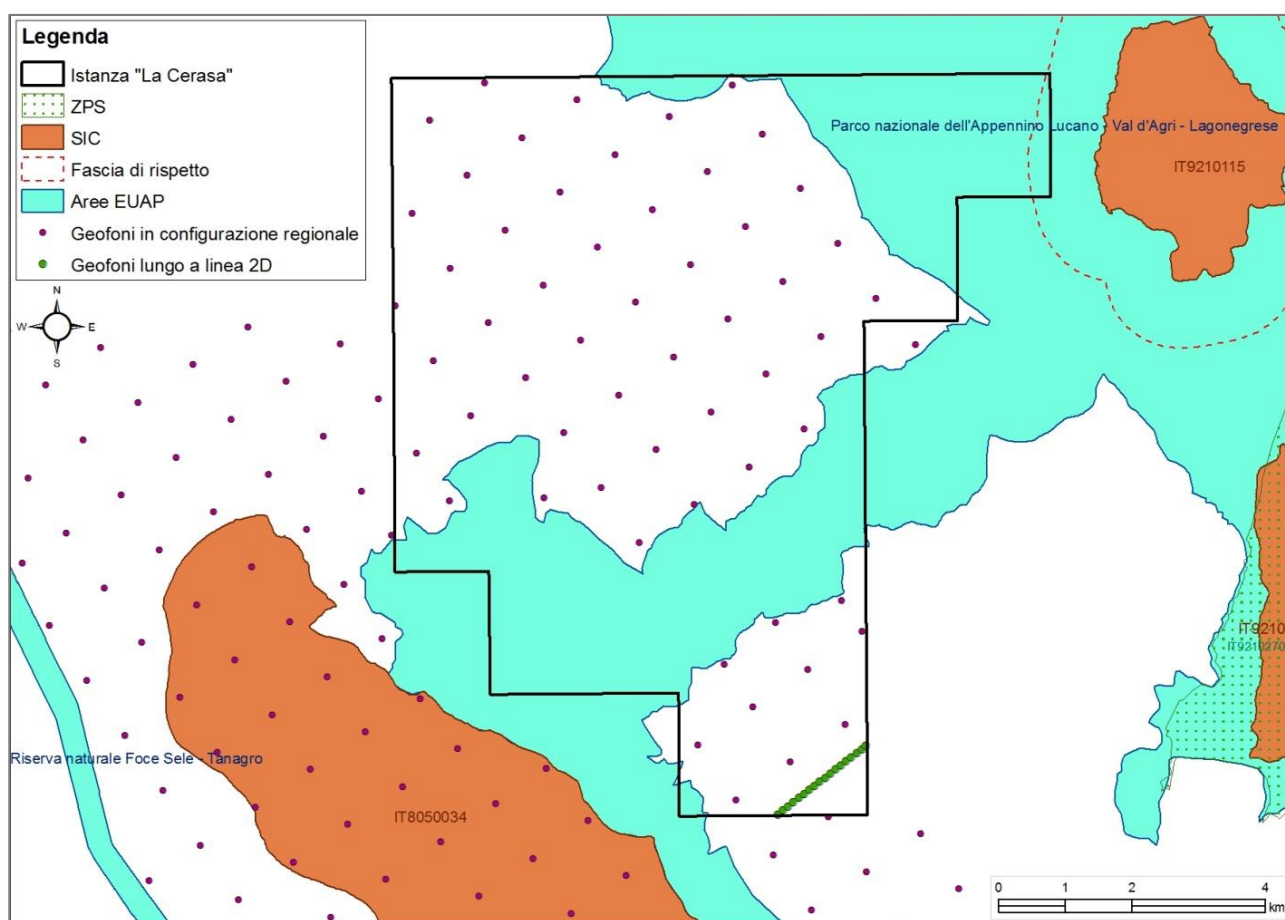 Legenda
Istanza "La Cerasa"
ZPS
SIC
Fascia di rispetto
Aree EUAP
Geofoni in configurazione regionale
Geofoni lungo a linea 2D
N
W
E
S
Parco nazionale dell'Appennino Lucano - Val d'Agri - Lagonegrese
IT9210115
IT9210
IT9210270
Riserva naturale Foce Sele - Tanagro
IT8050034
0 1 2 4
km